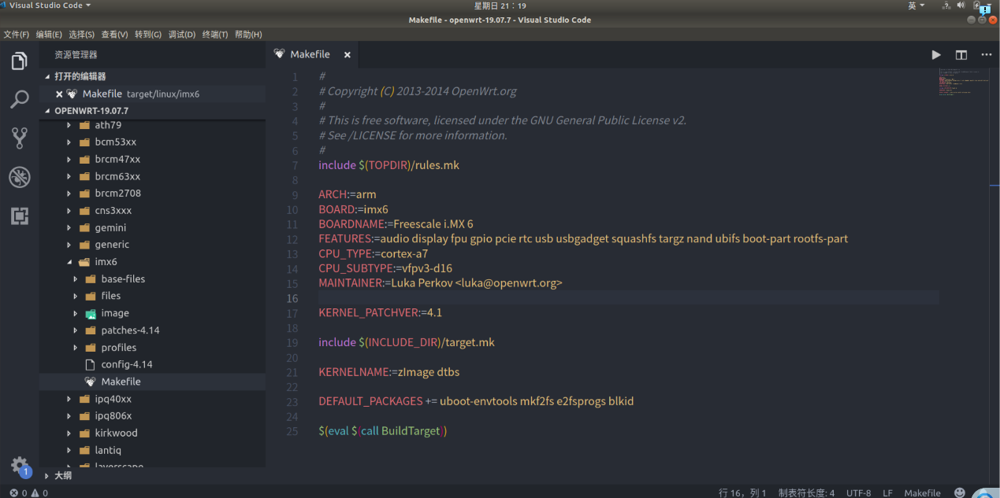 Visual Studio Code
星期日 21：19
英
Makefile - openwrt-19.07.7 - Visual Studio Code
文件(F) 编辑(E) 选择(S) 查看(V) 转到(G) 调试(D) 终端(T) 帮助(H)
资源管理器
打开的编辑器
Makefile target/linux/imx6
OPENWRT-19.07.7
ath79
bcm53xx
brcm47xx
brcm63xx
brcm2708
cns3xxx
gemini
generic
imx6
base-files
files
image
patches-4.14
profiles
config-4.14
Makefile
ipq40xx
ipq806x
kirkwood
lantiq
layerscape
大纲
1
Makefile
1 #
2 # Copyright (C) 2013-2014 OpenWrt.org
3 #
4 # This is free software, licensed under the GNU General Public License v2.
5 # See /LICENSE for more information.
6 #
7 include $(TOPDIR)/rules.mk
8
9 ARCH:=arm
10 BOARD:=imx6
11 BOARDNAME:=Freescale i.MX 6
12 FEATURES:=audio display fpu gpio pcie rtc usb usbgadget squashfs targz nand ubifs boot-part rootfs-part
13 CPU_TYPE:=cortex-a7
14 CPU_SUBTYPE:=vfpv3-d16
15 MAINTAINER:=Luka Perkov <luka@openwrt.org>
16
17 KERNEL_PATCHVER:=4.1
18
19 include $(INCLUDE_DIR)/target.mk
20
21 KERNELNAME:=zImage dtbs
22
23 DEFAULT_PACKAGES += uboot-envtools mkf2fs e2fsprogs blkid
24
25 $(eval $(call BuildTarget))
0 0
行 16，列 1 制表符长度: 4 UTF-8 LF Makefile